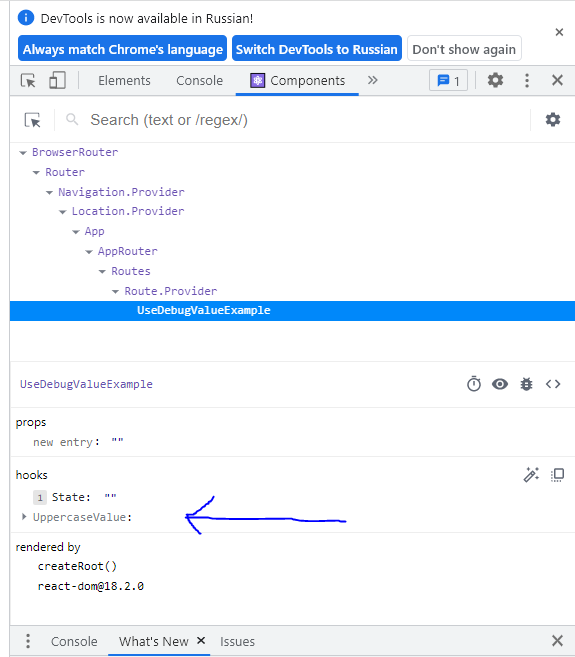 DevTools is now available in Russian!
Always match Chrome's language Switch DevTools to Russian Don't show again
Elements Console Components 1
Search (text or /regex/)
BrowserRouter
Router
Navigation.Provider
Location.Provider
App
AppRouter
Routes
Route.Provider
UseDebugValueExample
UseDebugValueExample
props
new entry: ""
hooks
1 State: ""
UppercaseValue:
rendered by
createRoot()
react-dom@18.2.0
Console What's New Issues